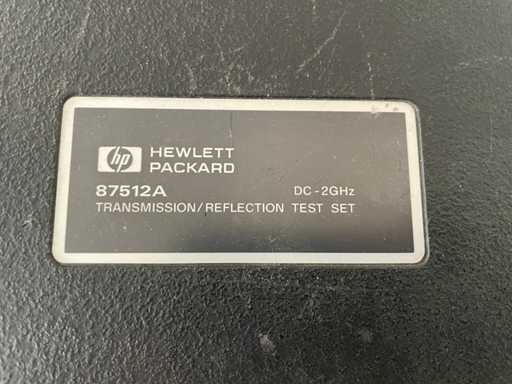 hp HEWLETT
PACKARD
87512A DC-2GHz
TRANSMISSION/REFLECTION TEST SET